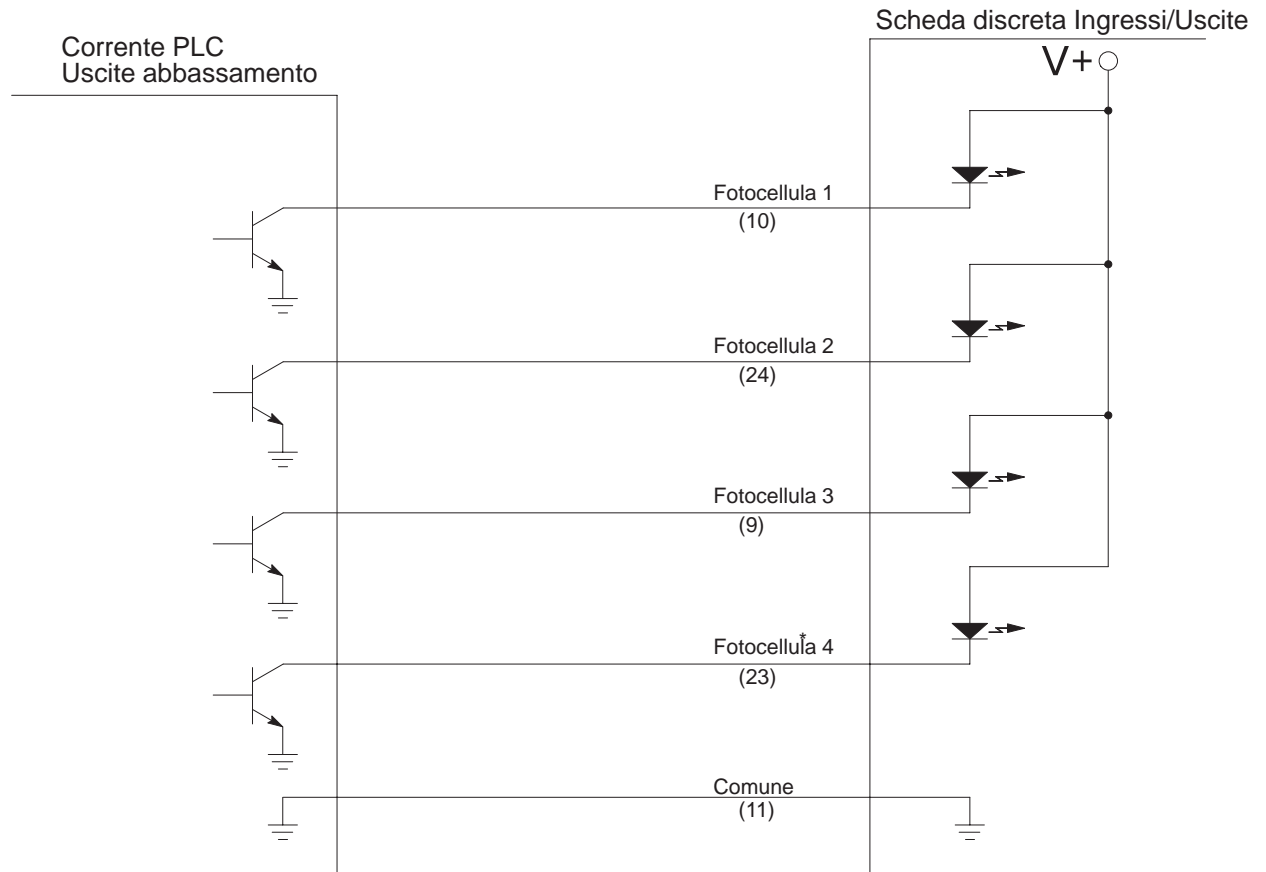 Scheda discreta Ingressi/Uscite
Corrente PLC
Uscite abbassamento
V+
Fotocellula 1
(10)
Fotocellula 2
(24)
Fotocellula 3
(9)
Fotocellula 4
*
(23)
Comune
(11)